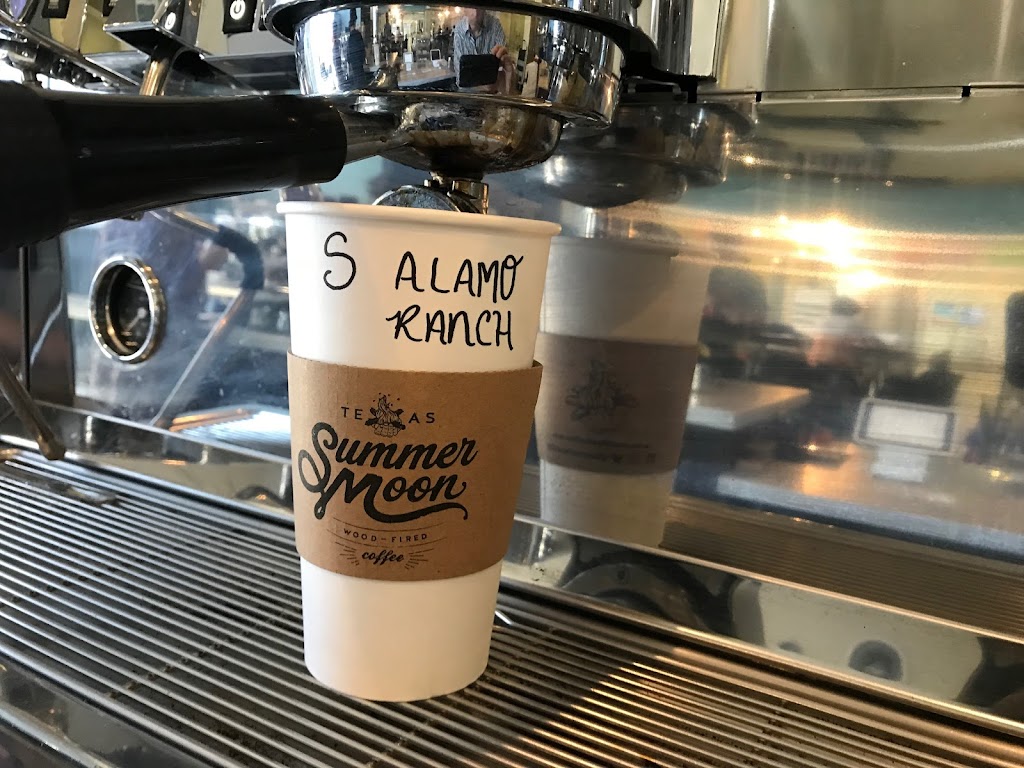 S ALAMO
RANCH
TEXAS
Summer
Moon
WOOD-FIRED
coffee